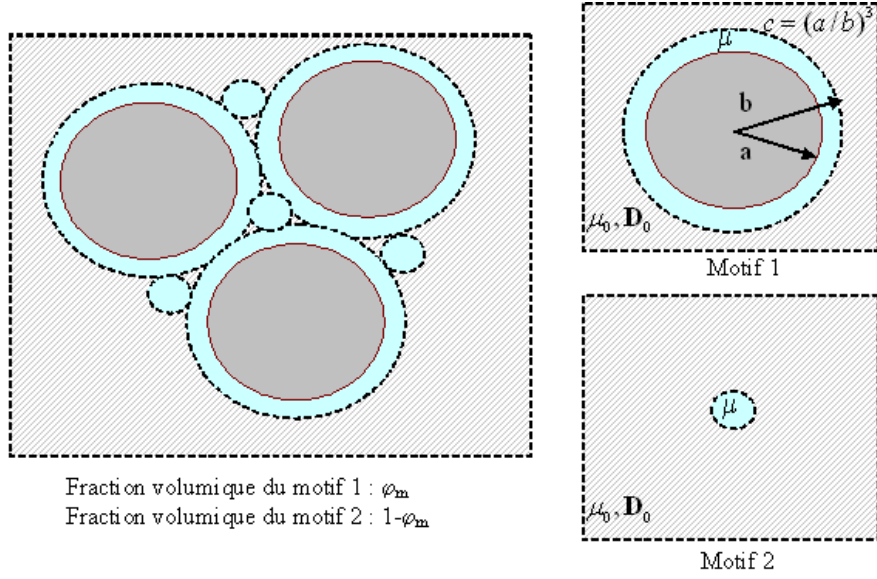 c = (a/b)³
μ
b
a
μ₀, D₀
Motif 1
μ
μ₀, D₀
Motif 2
Fraction volumique du motif 1 : φₘ
Fraction volumique du motif 2 : 1-φₘ